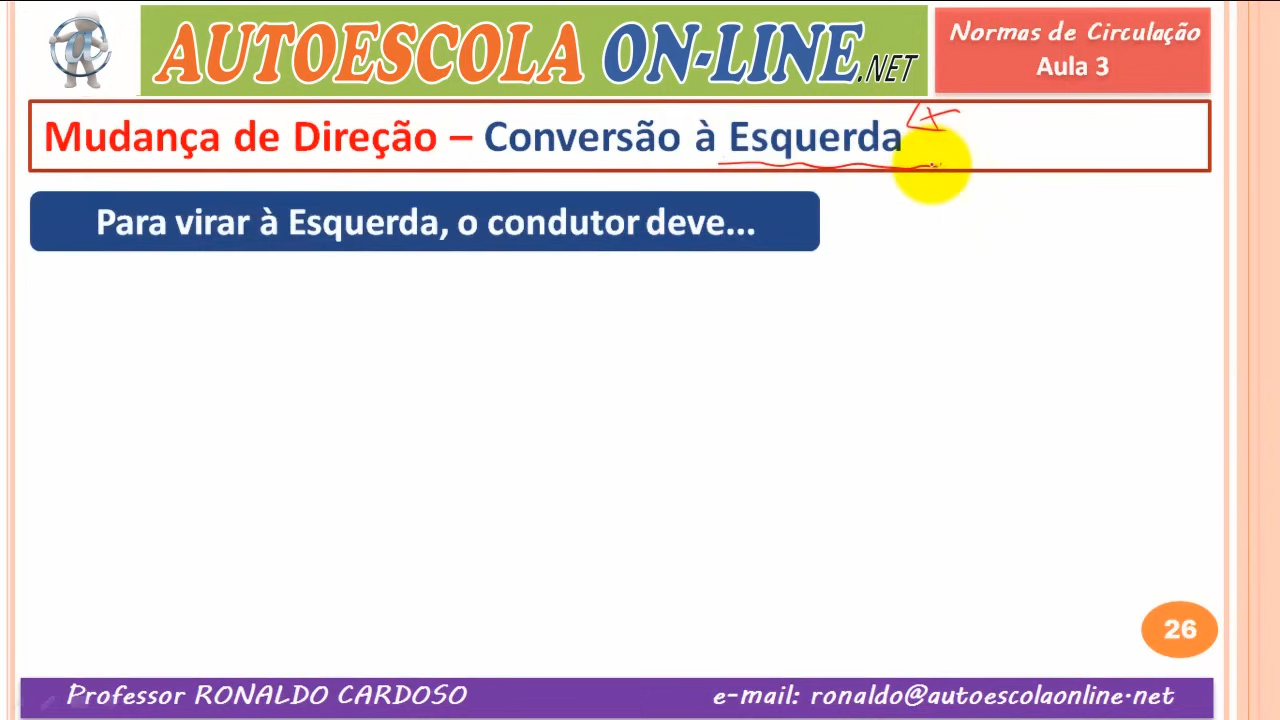 AUTOESCOLA ON-LINE.NET
Normas de Circulação
Aula 3
Mudança de Direção – Conversão à Esquerda
Para virar à Esquerda, o condutor deve...
26
Professor RONALDO CARDOSO
e-mail: ronaldo@autoescolaonline.net